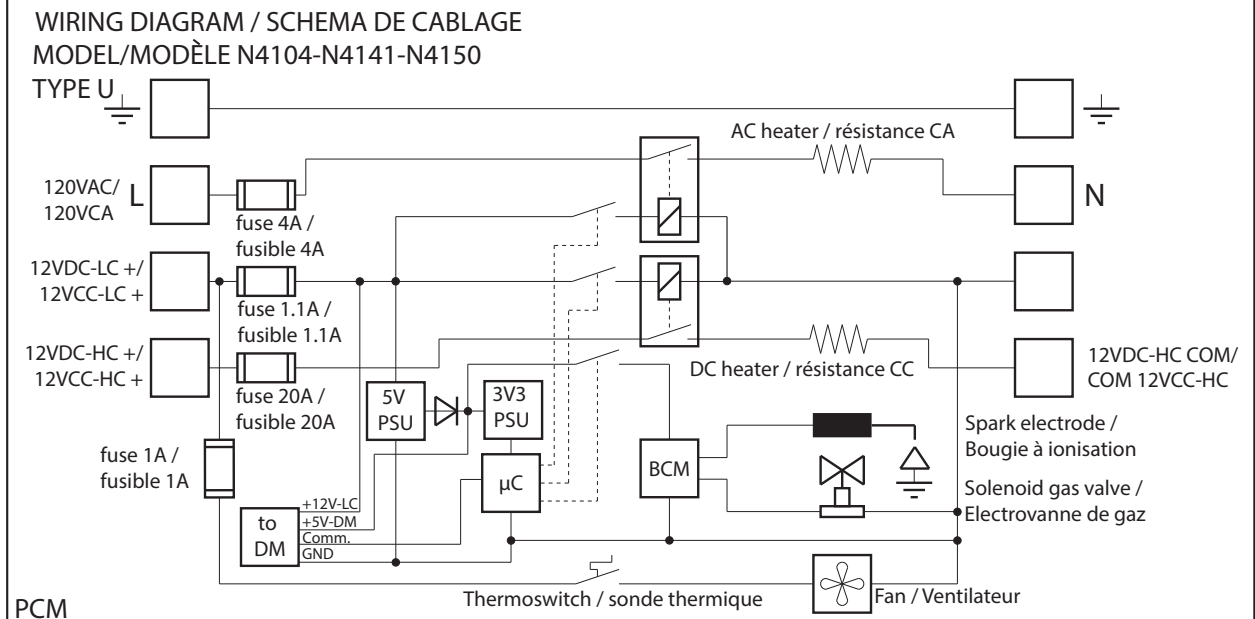 WIRING DIAGRAM / SCHEMA DE CABLAGE
MODEL/MODÈLE N4104-N4141-N4150
TYPE U
AC heater / résistance CA
120VAC/
120VCA
L
N
fuse 4A /
fusible 4A
12VDC-LC +/
12VCC-LC +
fuse 1.1A /
fusible 1.1A
12VDC-HC +/
12VCC-HC +
DC heater / résistance CC
12VDC-HC COM/
COM 12VCC-HC
fuse 20A /
fusible 20A
5V
PSU
3V3
PSU
fuse 1A /
fusible 1A
µC
BCM
Spark electrode /
Bougie à ionisation
Solenoid gas valve /
Electrovanne de gaz
to
DM
+12V-LC
+5V-DM
Comm.
GND
Thermoswitch / sonde thermique
Fan / Ventilateur
PCM